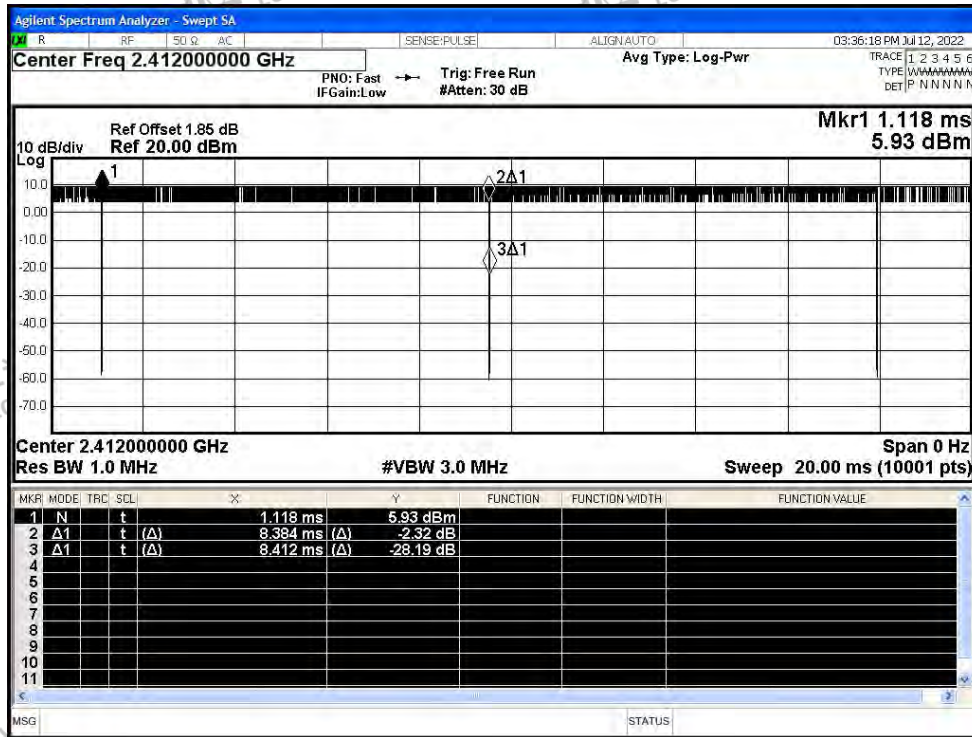 Agilent Spectrum Analyzer - Swept SA
LXI R RF 50 Ω AC SENSE:PULSE ALIGN AUTO 03:36:18 PM Jul 12, 2022
Center Freq 2.412000000 GHz Avg Type: Log-Pwr TRACE 1 2 3 4 5 6
PNO: Fast Trig: Free Run TYPE WWWWWW
IFGain:Low #Atten: 30 dB DET P N N N N N
Mkr1 1.118 ms
Ref Offset 1.85 dB
10 dB/div Ref 20.00 dBm 5.93 dBm
Log
1
2Δ1
10.0
0.00
3Δ1
-10.0
-20.0
-30.0
-40.0
-50.0
-60.0
-70.0
Center 2.412000000 GHz Span 0 Hz
Res BW 1.0 MHz #VBW 3.0 MHz Sweep 20.00 ms (10001 pts)
MKR MODE TRC SCL X Y FUNCTION FUNCTION WIDTH FUNCTION VALUE
1 N t 1.118 ms 5.93 dBm
2 Δ1 t (Δ) 8.384 ms (Δ) -2.32 dB
3 Δ1 t (Δ) 8.412 ms (Δ) -28.19 dB
4
5
6
7
8
9
10
11
MSG STATUS